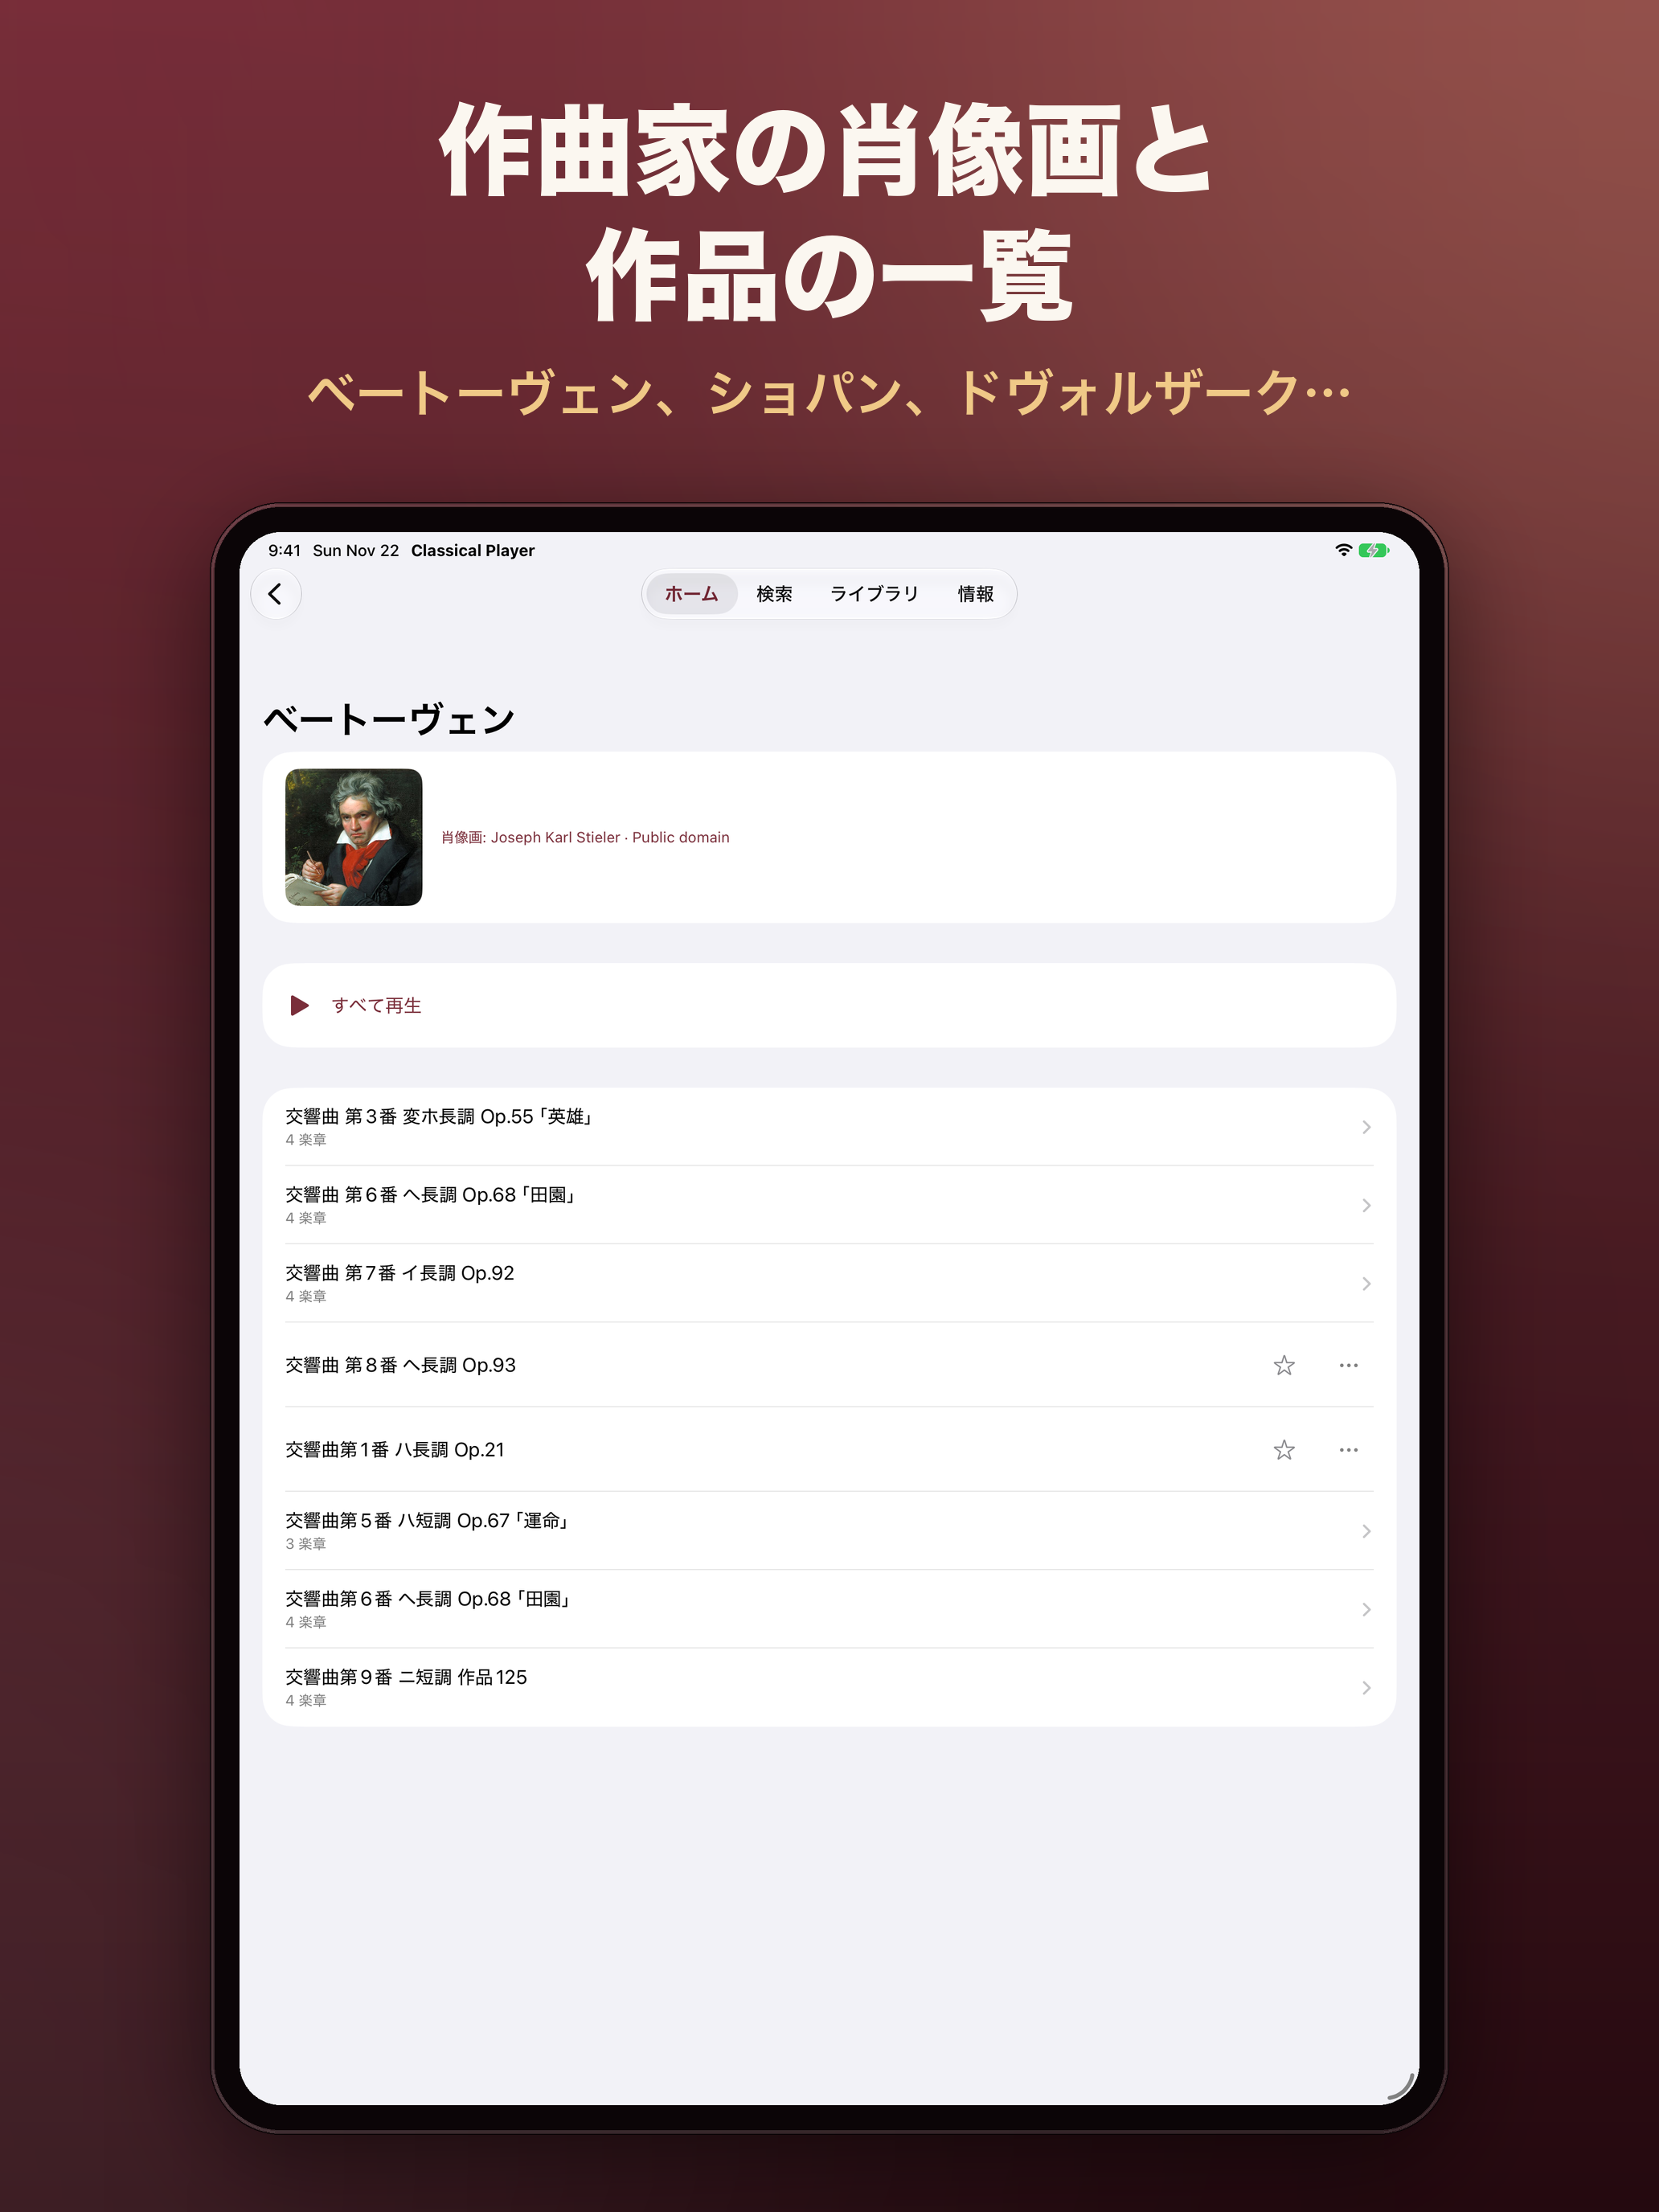 作曲家の肖像画と
作品の一覧
ベートーヴェン、ショパン、ドヴォルザーク…
9:41 Sun Nov 22 Classical Player
ホーム 検索 ライブラリ 情報
ベートーヴェン
肖像画: Joseph Karl Stieler · Public domain
すべて再生
交響曲 第3番 変ホ長調 Op.55「英雄」
4 楽章
交響曲 第6番 ヘ長調 Op.68「田園」
4 楽章
交響曲 第7番 イ長調 Op.92
4 楽章
交響曲 第8番 ヘ長調 Op.93
交響曲第1番 ハ長調 Op.21
交響曲第5番 ハ短調 Op.67「運命」
3 楽章
交響曲第6番 ヘ長調 Op.68「田園」
4 楽章
交響曲第9番 ニ短調 作品125
4 楽章